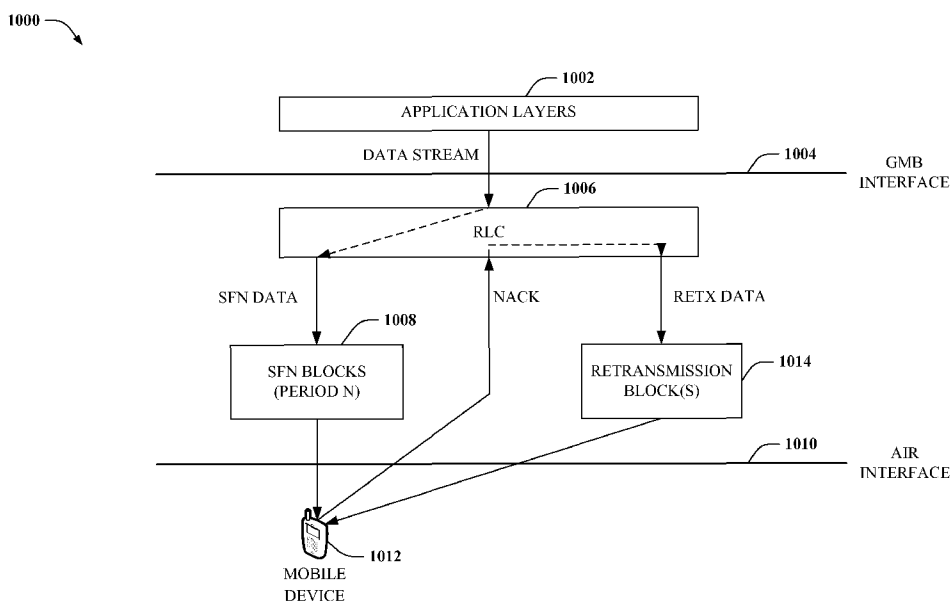 1000
1002
APPLICATION LAYERS
DATA STREAM
1004
GMB
INTERFACE
1006
RLC
SFN DATA
NACK
RETX DATA
1008
SFN BLOCKS
(PERIOD N)
1014
RETRANSMISSION
BLOCK(S)
1010
AIR
INTERFACE
1012
MOBILE
DEVICE